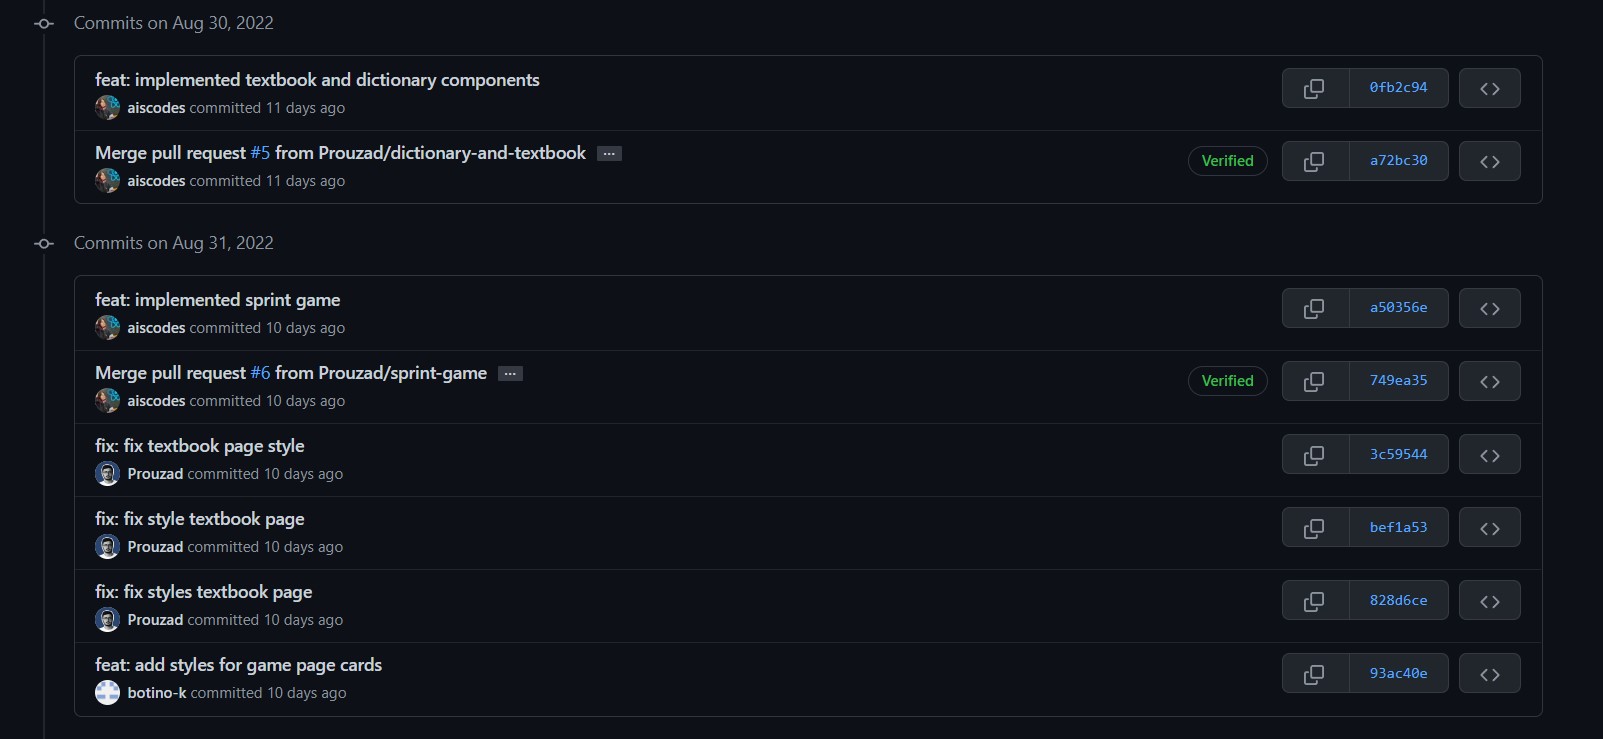 Commits on Aug 30, 2022
feat: implemented textbook and dictionary components
0fb2c94
aiscodes committed 11 days ago
Merge pull request #5 from Prouzad/dictionary-and-textbook ...
Verified a72bc30
aiscodes committed 11 days ago
Commits on Aug 31, 2022
feat: implemented sprint game
a50356e
aiscodes committed 10 days ago
Merge pull request #6 from Prouzad/sprint-game ...
Verified 749ea35
aiscodes committed 10 days ago
fix: fix textbook page style
3c59544
Prouzad committed 10 days ago
fix: fix style textbook page
bef1a53
Prouzad committed 10 days ago
fix: fix styles textbook page
828d6ce
Prouzad committed 10 days ago
feat: add styles for game page cards
93ac40e
botino-k committed 10 days ago